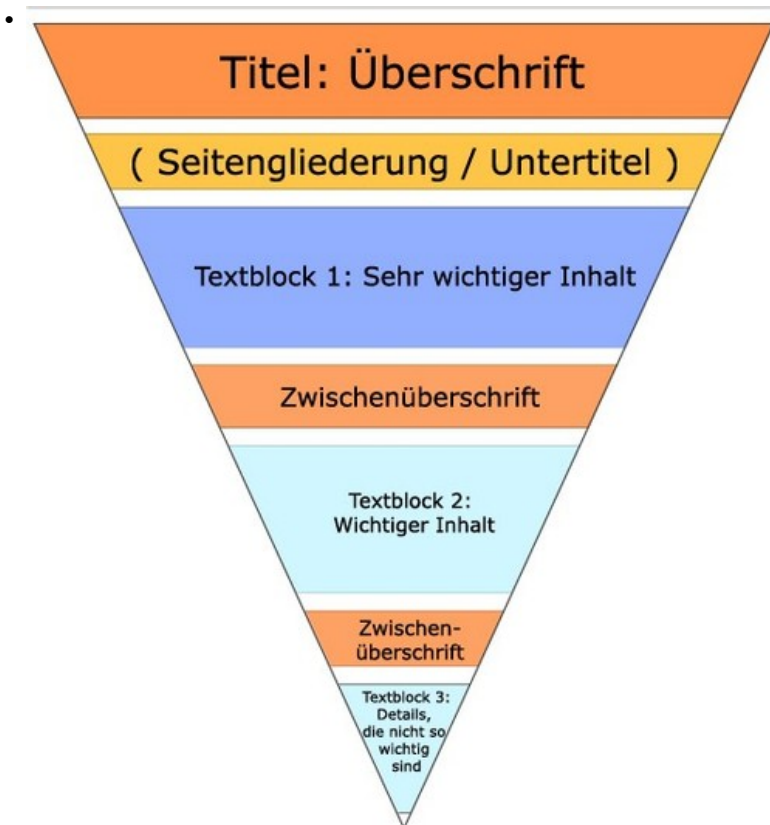 Titel: Überschrift
( Seitengliederung / Untertitel )
Textblock 1: Sehr wichtiger Inhalt
Zwischenüberschrift
Textblock 2:
Wichtiger Inhalt
Zwischen-
überschrift
Textblock 3:
Details,
die nicht so
wichtig
sind